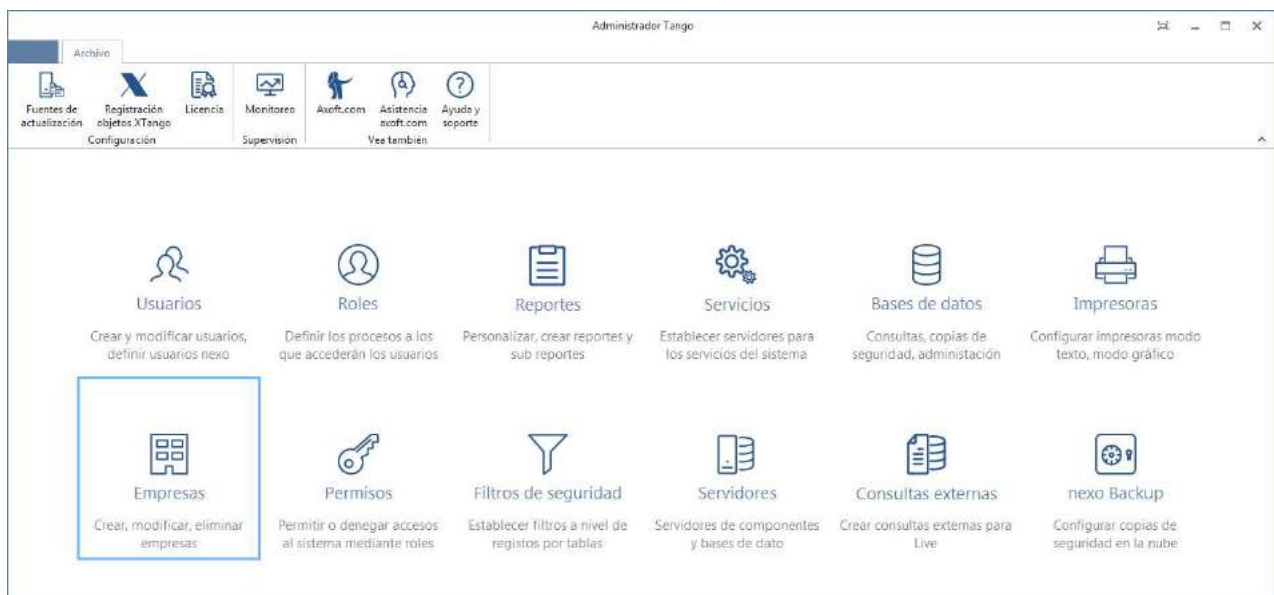 Administrador Tango
Archivo
Fuentes de
actualización
Registración
objetos XTango
Licencia
Configuración
Monitoreo
Supervisión
Axoft.com
Asistencia
axoft.com
Ayuda y
soporte
Vea también
Usuarios
Crear y modificar usuarios,
definir usuarios nexo
Roles
Definir los procesos a los
que accederán los usuarios
Reportes
Personalizar, crear reportes y
sub reportes
Servicios
Establecer servidores para
los servicios del sistema
Bases de datos
Consultas, copias de
seguridad, administación
Impresoras
Configurar impresoras modo
texto, modo gráfico
Empresas
Crear, modificar, eliminar
empresas
Permisos
Permitir o denegar accesos
al sistema mediante roles
Filtros de seguridad
Establecer filtros a nivel de
registos por tablas
Servidores
Servidores de componentes
y bases de dato
Consultas externas
Crear consultas externas para
Live
nexo Backup
Configurar copias de
seguridad en la nube